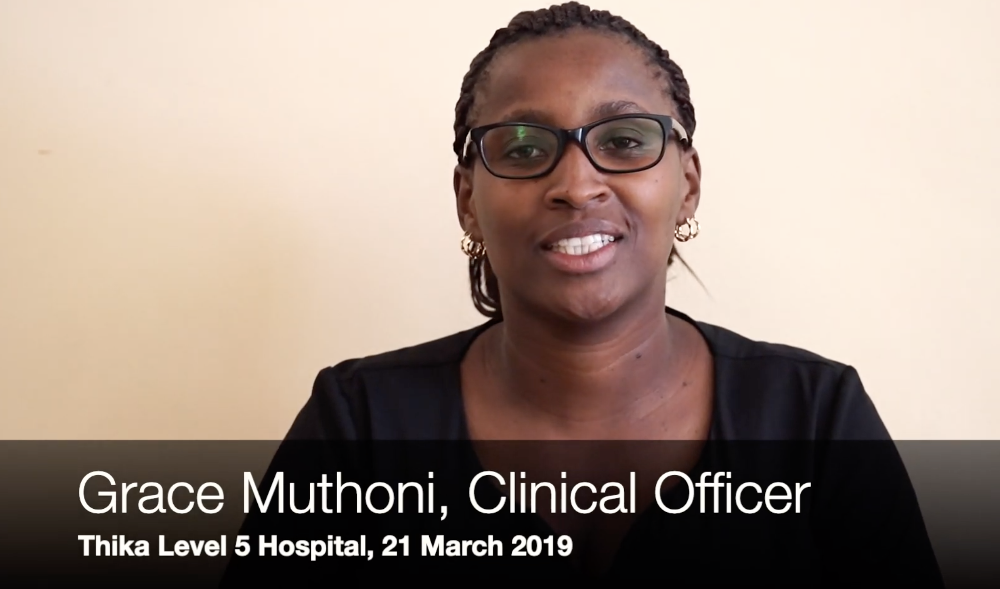 Grace Muthoni, Clinical Officer
Thika Level 5 Hospital, 21 March 2019